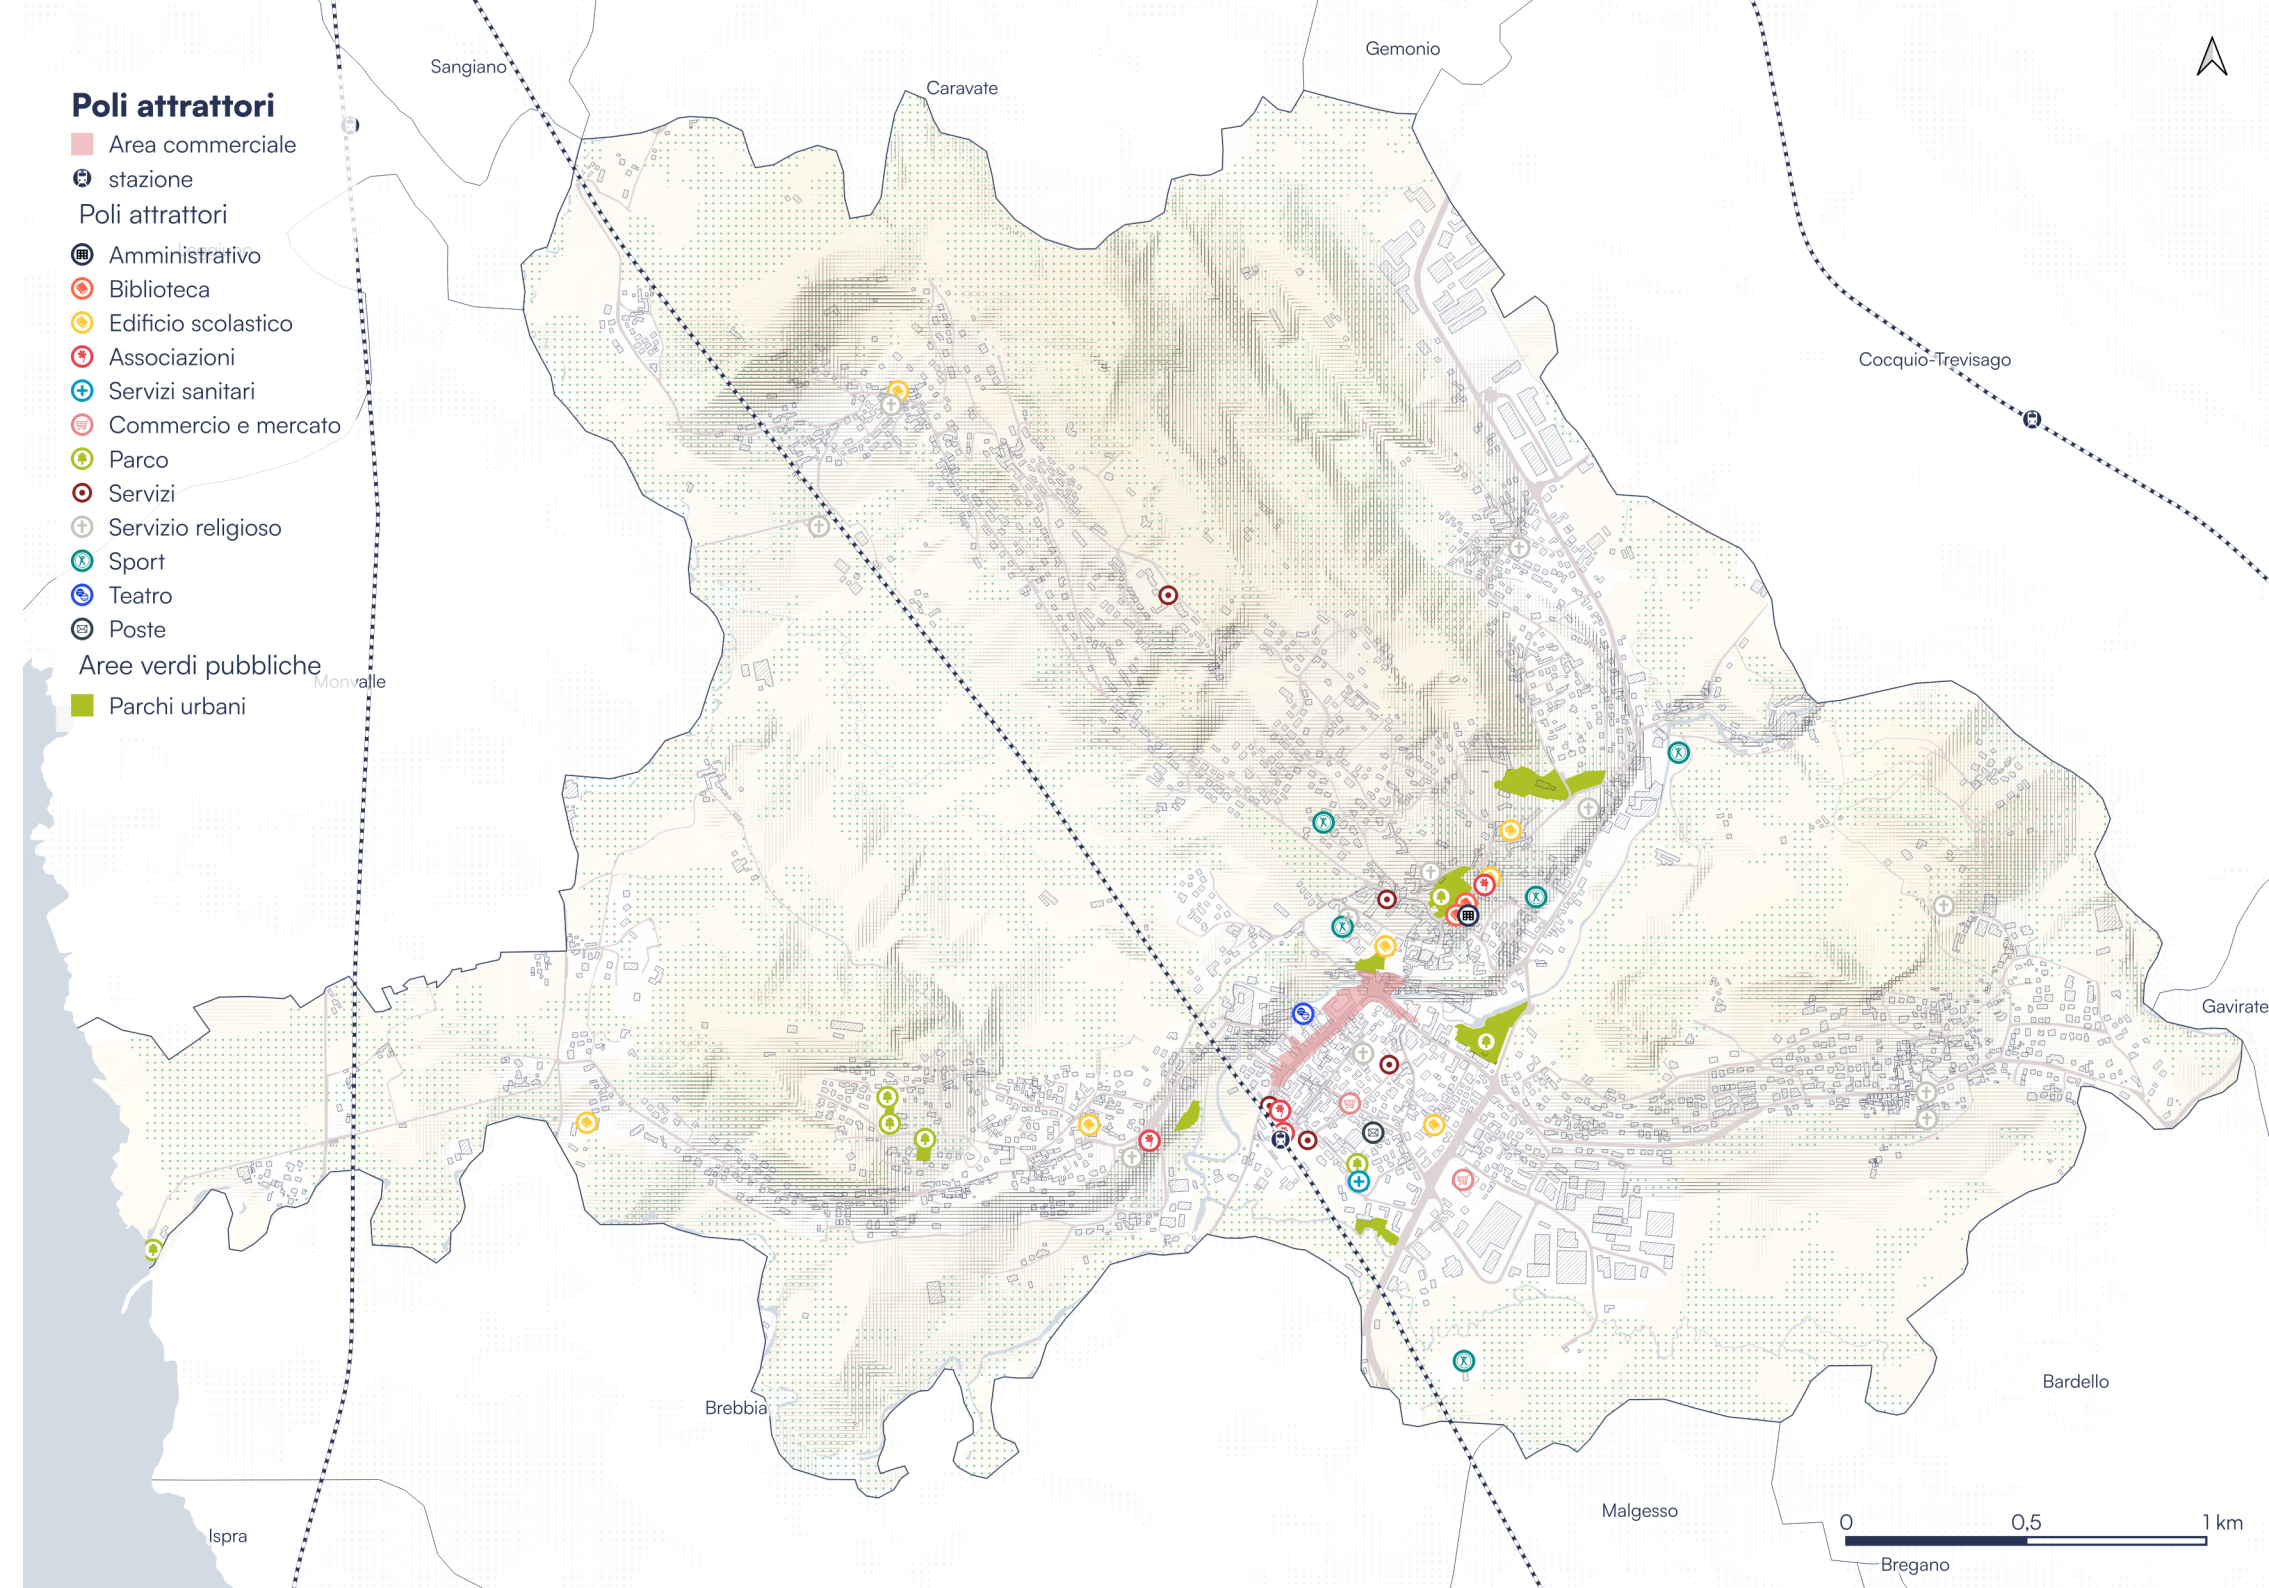 Sangiano
Gemonio
Caravate
Poli attrattori
Area commerciale
stazione
Poli attrattori
Amministrativo
Biblioteca
Edificio scolastico
Associazioni
Servizi sanitari
Commercio e mercato
Parco
Servizi
Servizio religioso
Sport
Teatro
Poste
Aree verdi pubbliche
Parchi urbani
Cocquio-Trevisago
Monvalle
Gavirate
Bardello
Brebbia
Malgesso
Ispra
0
0,5
1 km
Bregano